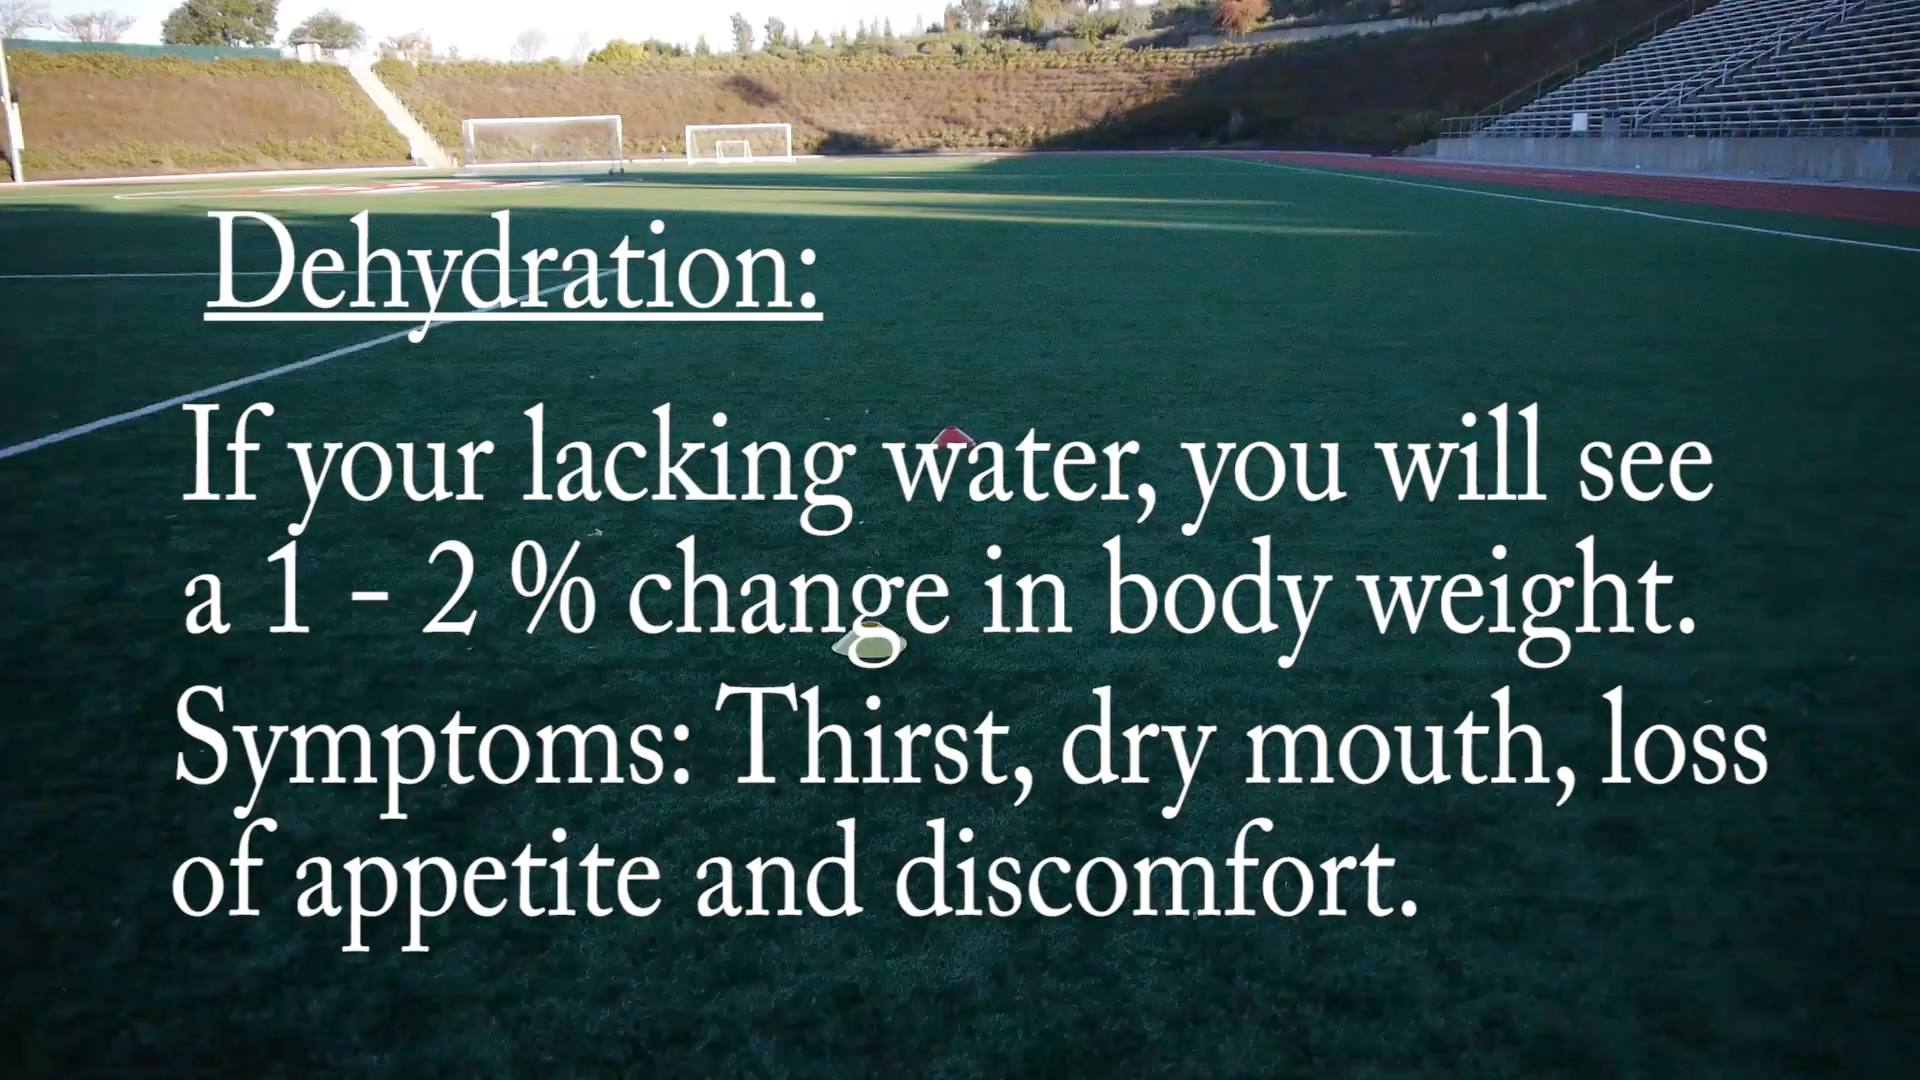 Dehydration:
If your lacking water, you will see
a 1 - 2 % change in body weight.
Symptoms: Thirst, dry mouth, loss
of appetite and discomfort.